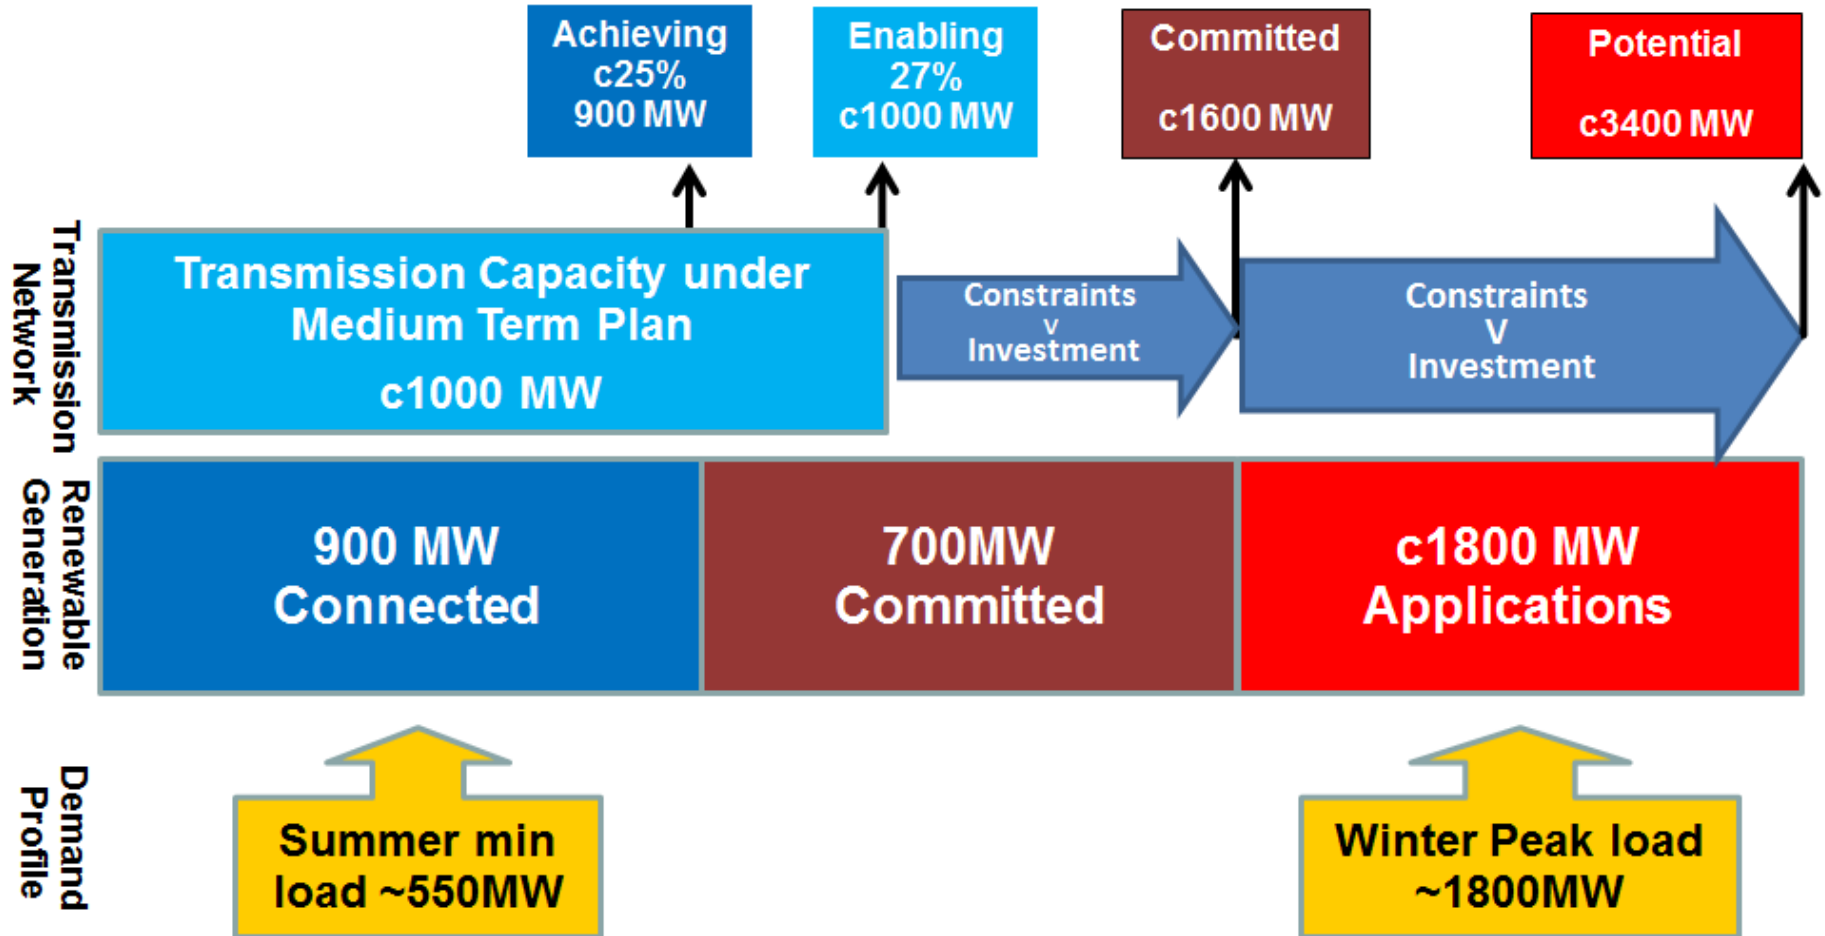 Achieving
c25%
900 MW
Enabling
27%
c1000 MW
Committed
c1600 MW
Potential
c3400 MW
Transmission
Network
Transmission Capacity under
Medium Term Plan
c1000 MW
Constraints
v
Investment
Constraints
V
Investment
Renewable
Generation
900 MW
Connected
700MW
Committed
c1800 MW
Applications
Demand
Profile
Summer min
load ~550MW
Winter Peak load
~1800MW